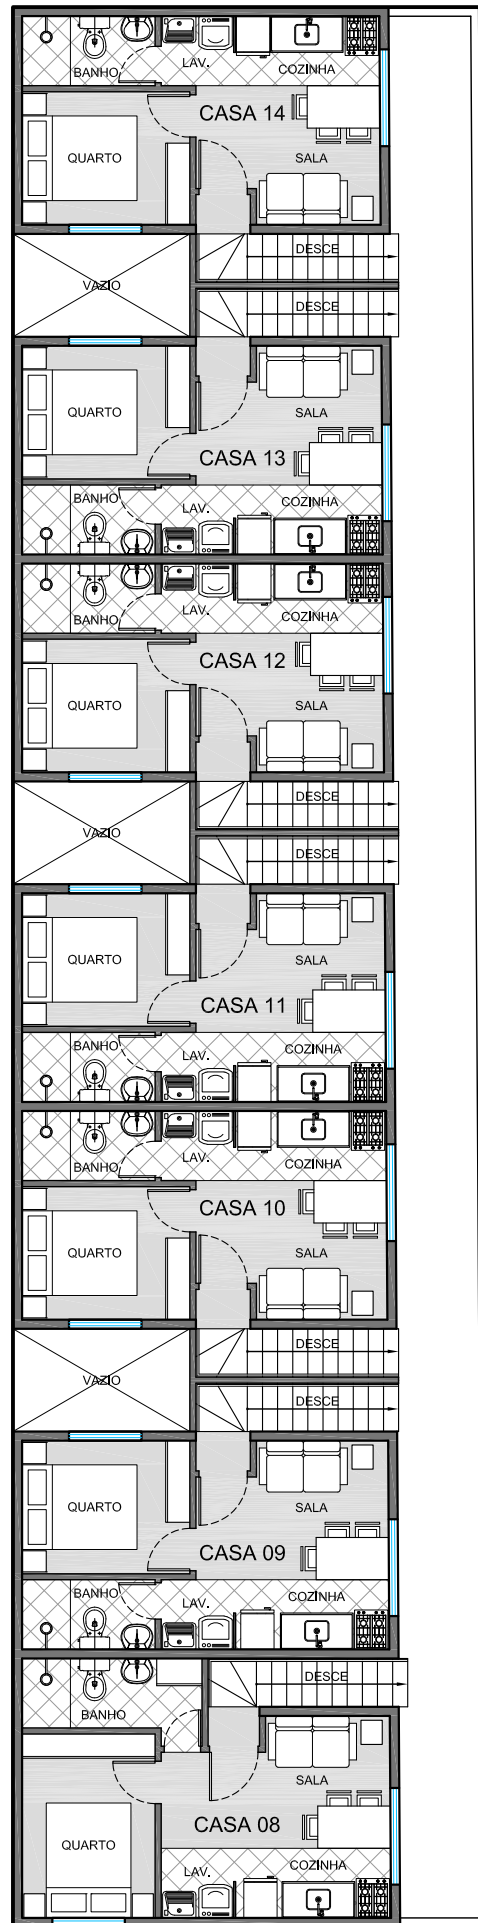 BANHO
LAV.
COZINHA
CASA 14
QUARTO
SALA
DESCE
VAZIO
DESCE
QUARTO
SALA
CASA 13
BANHO
LAV.
COZINHA
BANHO
LAV.
COZINHA
CASA 12
QUARTO
SALA
DESCE
VAZIO
DESCE
QUARTO
SALA
CASA 11
BANHO
LAV.
COZINHA
BANHO
LAV.
COZINHA
CASA 10
QUARTO
SALA
DESCE
VAZIO
DESCE
QUARTO
SALA
CASA 09
BANHO
LAV.
COZINHA
DESCE
BANHO
SALA
CASA 08
QUARTO
LAV.
COZINHA